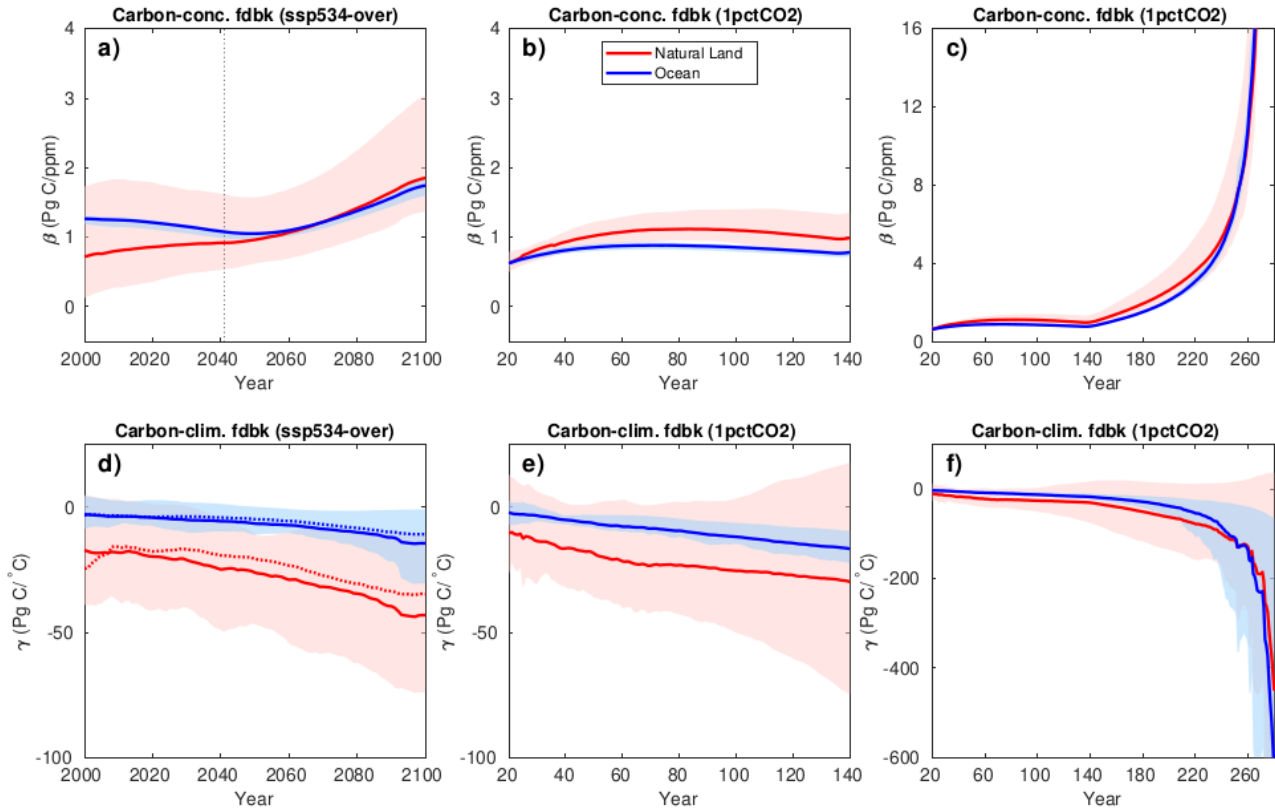 Carbon-conc. fdbk (ssp534-over)
a)
4
3
2
1
0
β (Pg C/ppm)
2000 2020 2040 2060 2080 2100
Year
Carbon-conc. fdbk (1pctCO2)
b)
Natural Land
Ocean
4
3
2
1
0
β (Pg C/ppm)
20 40 60 80 100 120 140
Year
Carbon-conc. fdbk (1pctCO2)
c)
16
12
8
4
0
β (Pg C/ppm)
20 60 100 140 180 220 260
Year
Carbon-clim. fdbk (ssp534-over)
d)
0
-50
-100
γ (Pg C/°C)
2000 2020 2040 2060 2080 2100
Year
Carbon-clim. fdbk (1pctCO2)
e)
0
-50
-100
γ (Pg C/°C)
20 40 60 80 100 120 140
Year
Carbon-clim. fdbk (1pctCO2)
f)
0
-200
-400
-600
γ (Pg C/°C)
20 60 100 140 180 220 260
Year